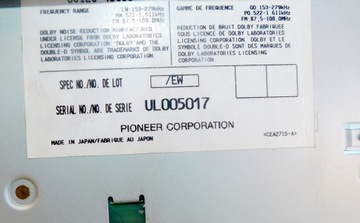 FREQUENCY RANGE
LW 153-279kHz
MW 522-1,611kHz
FM 87.5-108.0MHz
DOLBY NOISE REDUCTION MANUFACTURED
UNDER LICENSE FROM DOLBY LABORATORIES
LICENSING CORPORATION. "DOLBY" AND THE
DOUBLE-D SYMBOL ARE TRADEMARKS OF DOLBY
LABORATORIES LICENSING CORPORATION.
GAMME DE FREQUENCE
GO 153-279kHz
PO 522-1,611kHz
FM 87.5-108.0MHz
REDUCTION DE BRUIT DOLBY FABRIQUE
SOUS LICENCE DE DOLBY LABORATORIES
LICENSING CORPORATION. DOLBY ET LE
SYMBOLE DOUBLE-D SONT DES MARQUES DE
DOLBY LABORATORIES LICENSING
CORPORATION.
SPEC NO./NO. DE LOT /EW
SERIAL NO./NO. DE SERIE UL005017
PIONEER CORPORATION
MADE IN JAPAN/FABRIQUE AU JAPON
<CEA2715-A>